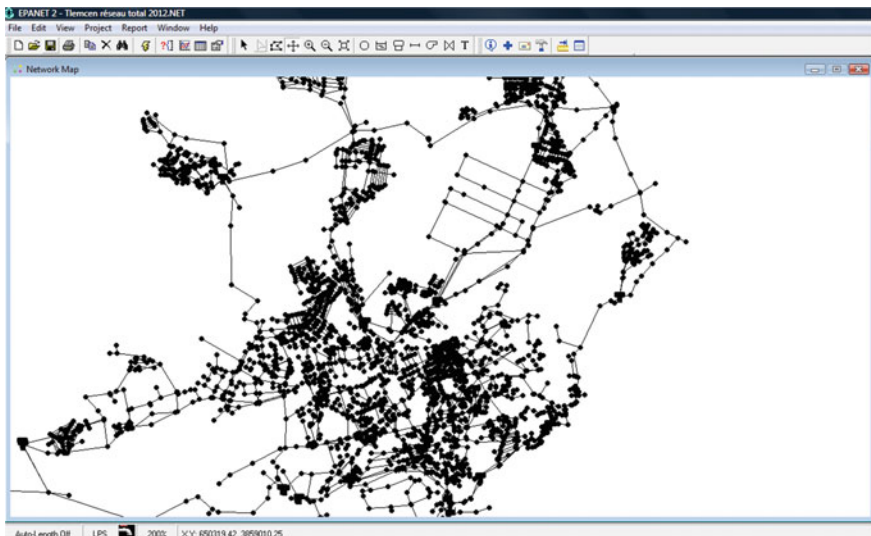 EPANET 2 - Tlemcen réseau total 2012.NET
File Edit View Project Report Window Help
T
Network Map
Auto-Length Off LPS 200% X,Y: 650319.42, 3859010.25